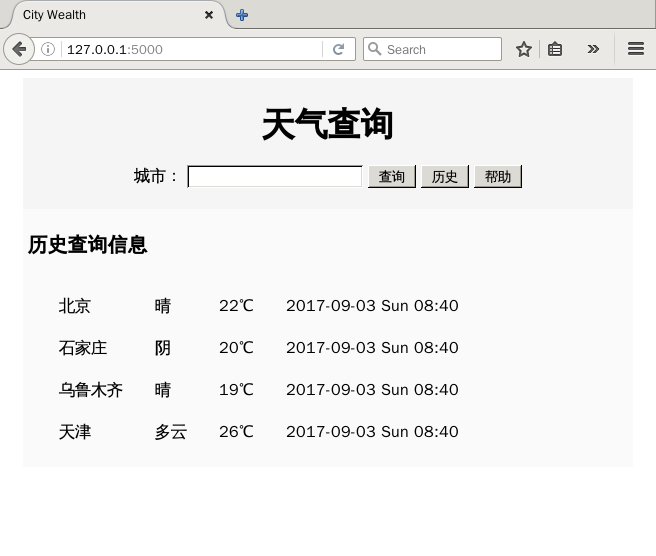 City Wealth
127.0.0.1:5000
Search
天气查询
城市： 查询 历史 帮助
历史查询信息
北京 晴 22℃ 2017-09-03 Sun 08:40
石家庄 阴 20℃ 2017-09-03 Sun 08:40
乌鲁木齐 晴 19℃ 2017-09-03 Sun 08:40
天津 多云 26℃ 2017-09-03 Sun 08:40